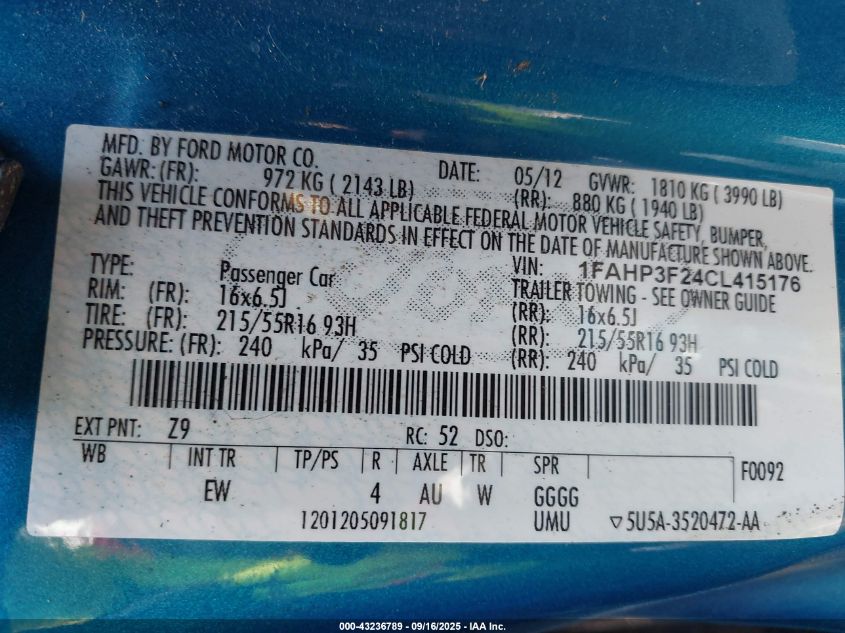 MFD. BY FORD MOTOR CO. DATE: 05/12 GVWR: 1810 KG ( 3990 LB)
GAWR: (FR): 972 KG ( 2143 LB) (RR): 880 KG ( 1940 LB)
THIS VEHICLE CONFORMS TO ALL APPLICABLE FEDERAL MOTOR VEHICLE SAFETY, BUMPER,
AND THEFT PREVENTION STANDARDS IN EFFECT ON THE DATE OF MANUFACTURE SHOWN ABOVE.
VIN: 1FAHP3F24CL415176
TYPE: Passenger Car TRAILER TOWING - SEE OWNER GUIDE
RIM: (FR): 16x6.5J (RR): 16x6.5J
TIRE: (FR): 215/55R16 93H (RR): 215/55R16 93H
PRESSURE: (FR): 240 kPa/ 35 PSI COLD (RR): 240 kPa/ 35 PSI COLD
EXT PNT: Z9 RC: 52 DSO:
WB INT TR TP/PS R AXLE TR SPR F0092
EW 4 AU W GGGG
1201205091817 UMU ▽5U5A-3520472-AA
000-43236789 - 09/16/2025 - IAA Inc.